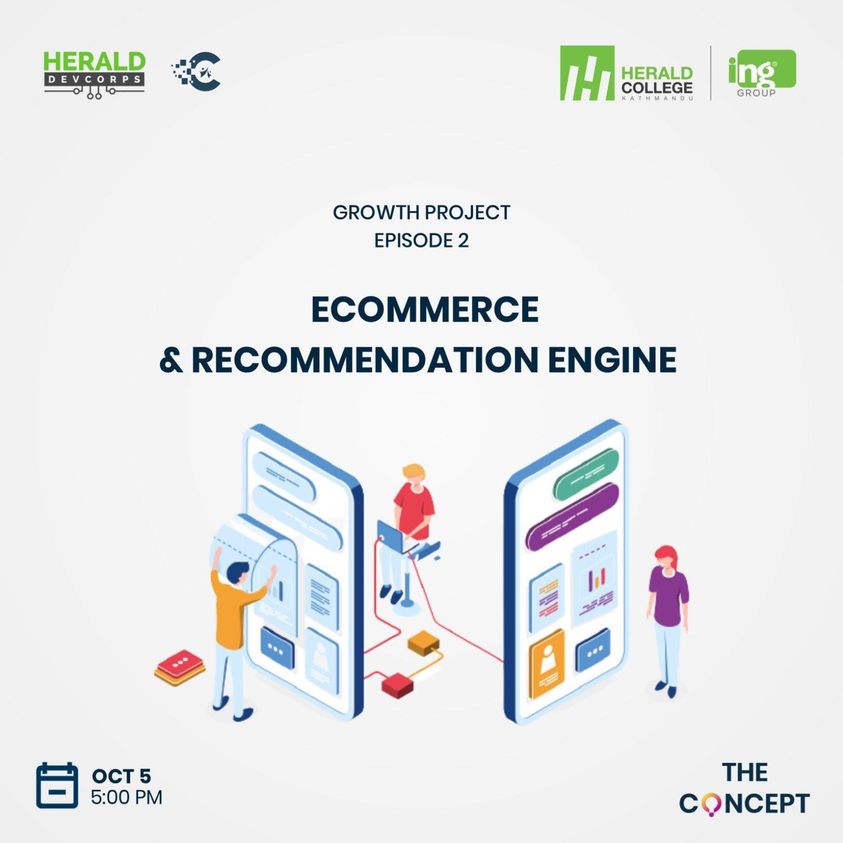 HERALD
DEVCORPS
HERALD
COLLEGE
KATHMANDU
ing
GROUP
GROWTH PROJECT
EPISODE 2
ECOMMERCE
& RECOMMENDATION ENGINE
OCT 5
5:00 PM
THE
CONCEPT